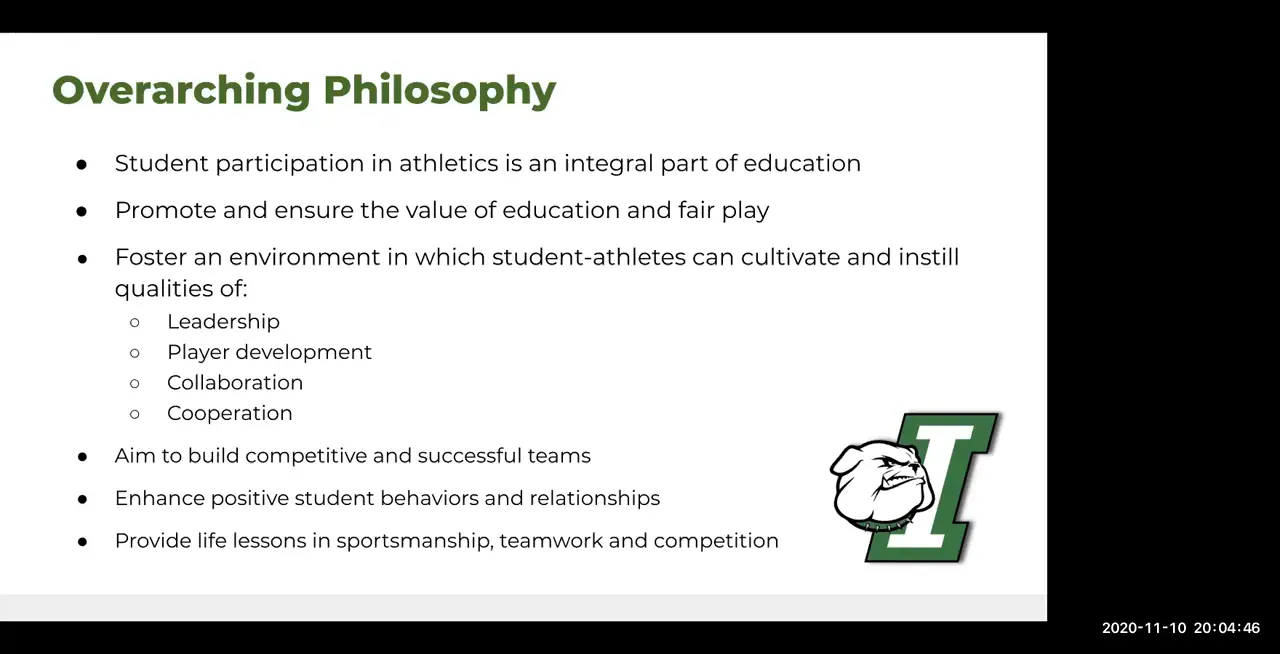 Overarching Philosophy
● Student participation in athletics is an integral part of education
● Promote and ensure the value of education and fair play
● Foster an environment in which student-athletes can cultivate and instill
qualities of:
○ Leadership
○ Player development
○ Collaboration
○ Cooperation
● Aim to build competitive and successful teams
● Enhance positive student behaviors and relationships
● Provide life lessons in sportsmanship, teamwork and competition
I
2020-11-10 20:04:46